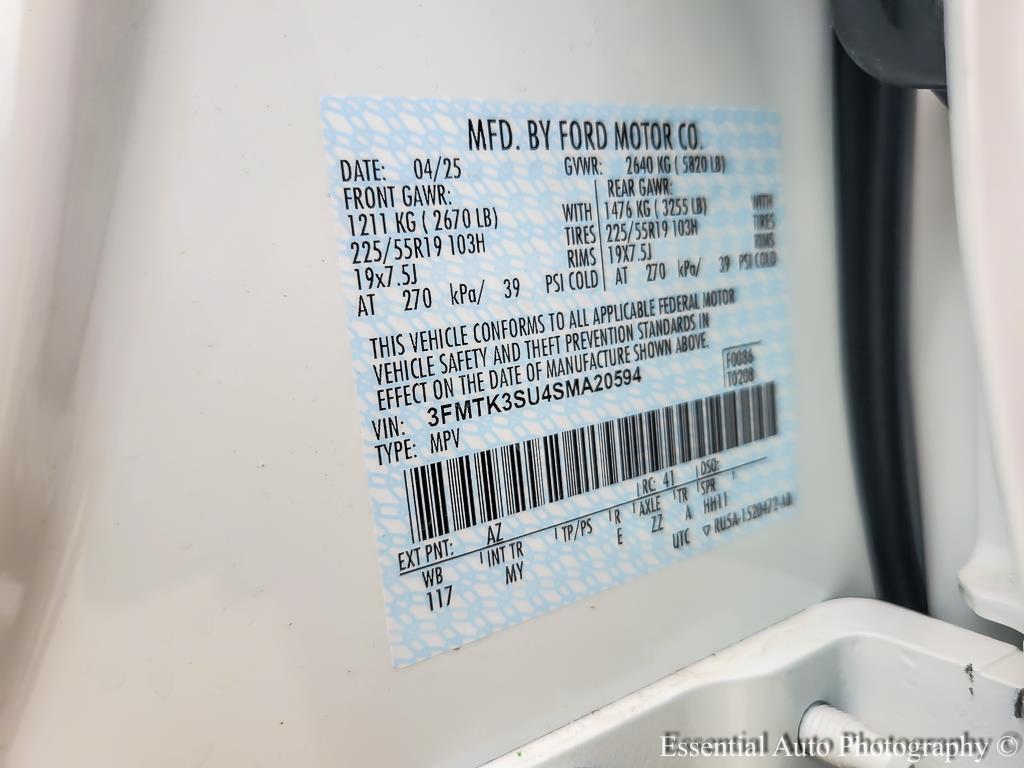 MFD. BY FORD MOTOR CO.
DATE: 04/25 GVWR: 2640 KG ( 5820 LB)
FRONT GAWR: REAR GAWR:
1211 KG ( 2670 LB) WITH 1476 KG ( 3255 LB) WITH
225/55R19 103H TIRES 225/55R19 103H TIRES
19x7.5J RIMS 19x7.5J RIMS
AT 270 kPa/ 39 PSI COLD AT 270 kPa/ 39 PSI COLD
THIS VEHICLE CONFORMS TO ALL APPLICABLE FEDERAL MOTOR
VEHICLE SAFETY AND THEFT PREVENTION STANDARDS IN
EFFECT ON THE DATE OF MANUFACTURE SHOWN ABOVE.
VIN: 3FMTK3SU4SMA20594 F0086
TYPE: MPV T0208
EXT PNT: AZ RC: 41 DSO:
WB INT TR TP/PS R AXLE TR SPR
117 MY E ZZ A HH11
UTC ▽ RU5A-1520472-AB
Essential Auto Photography ©